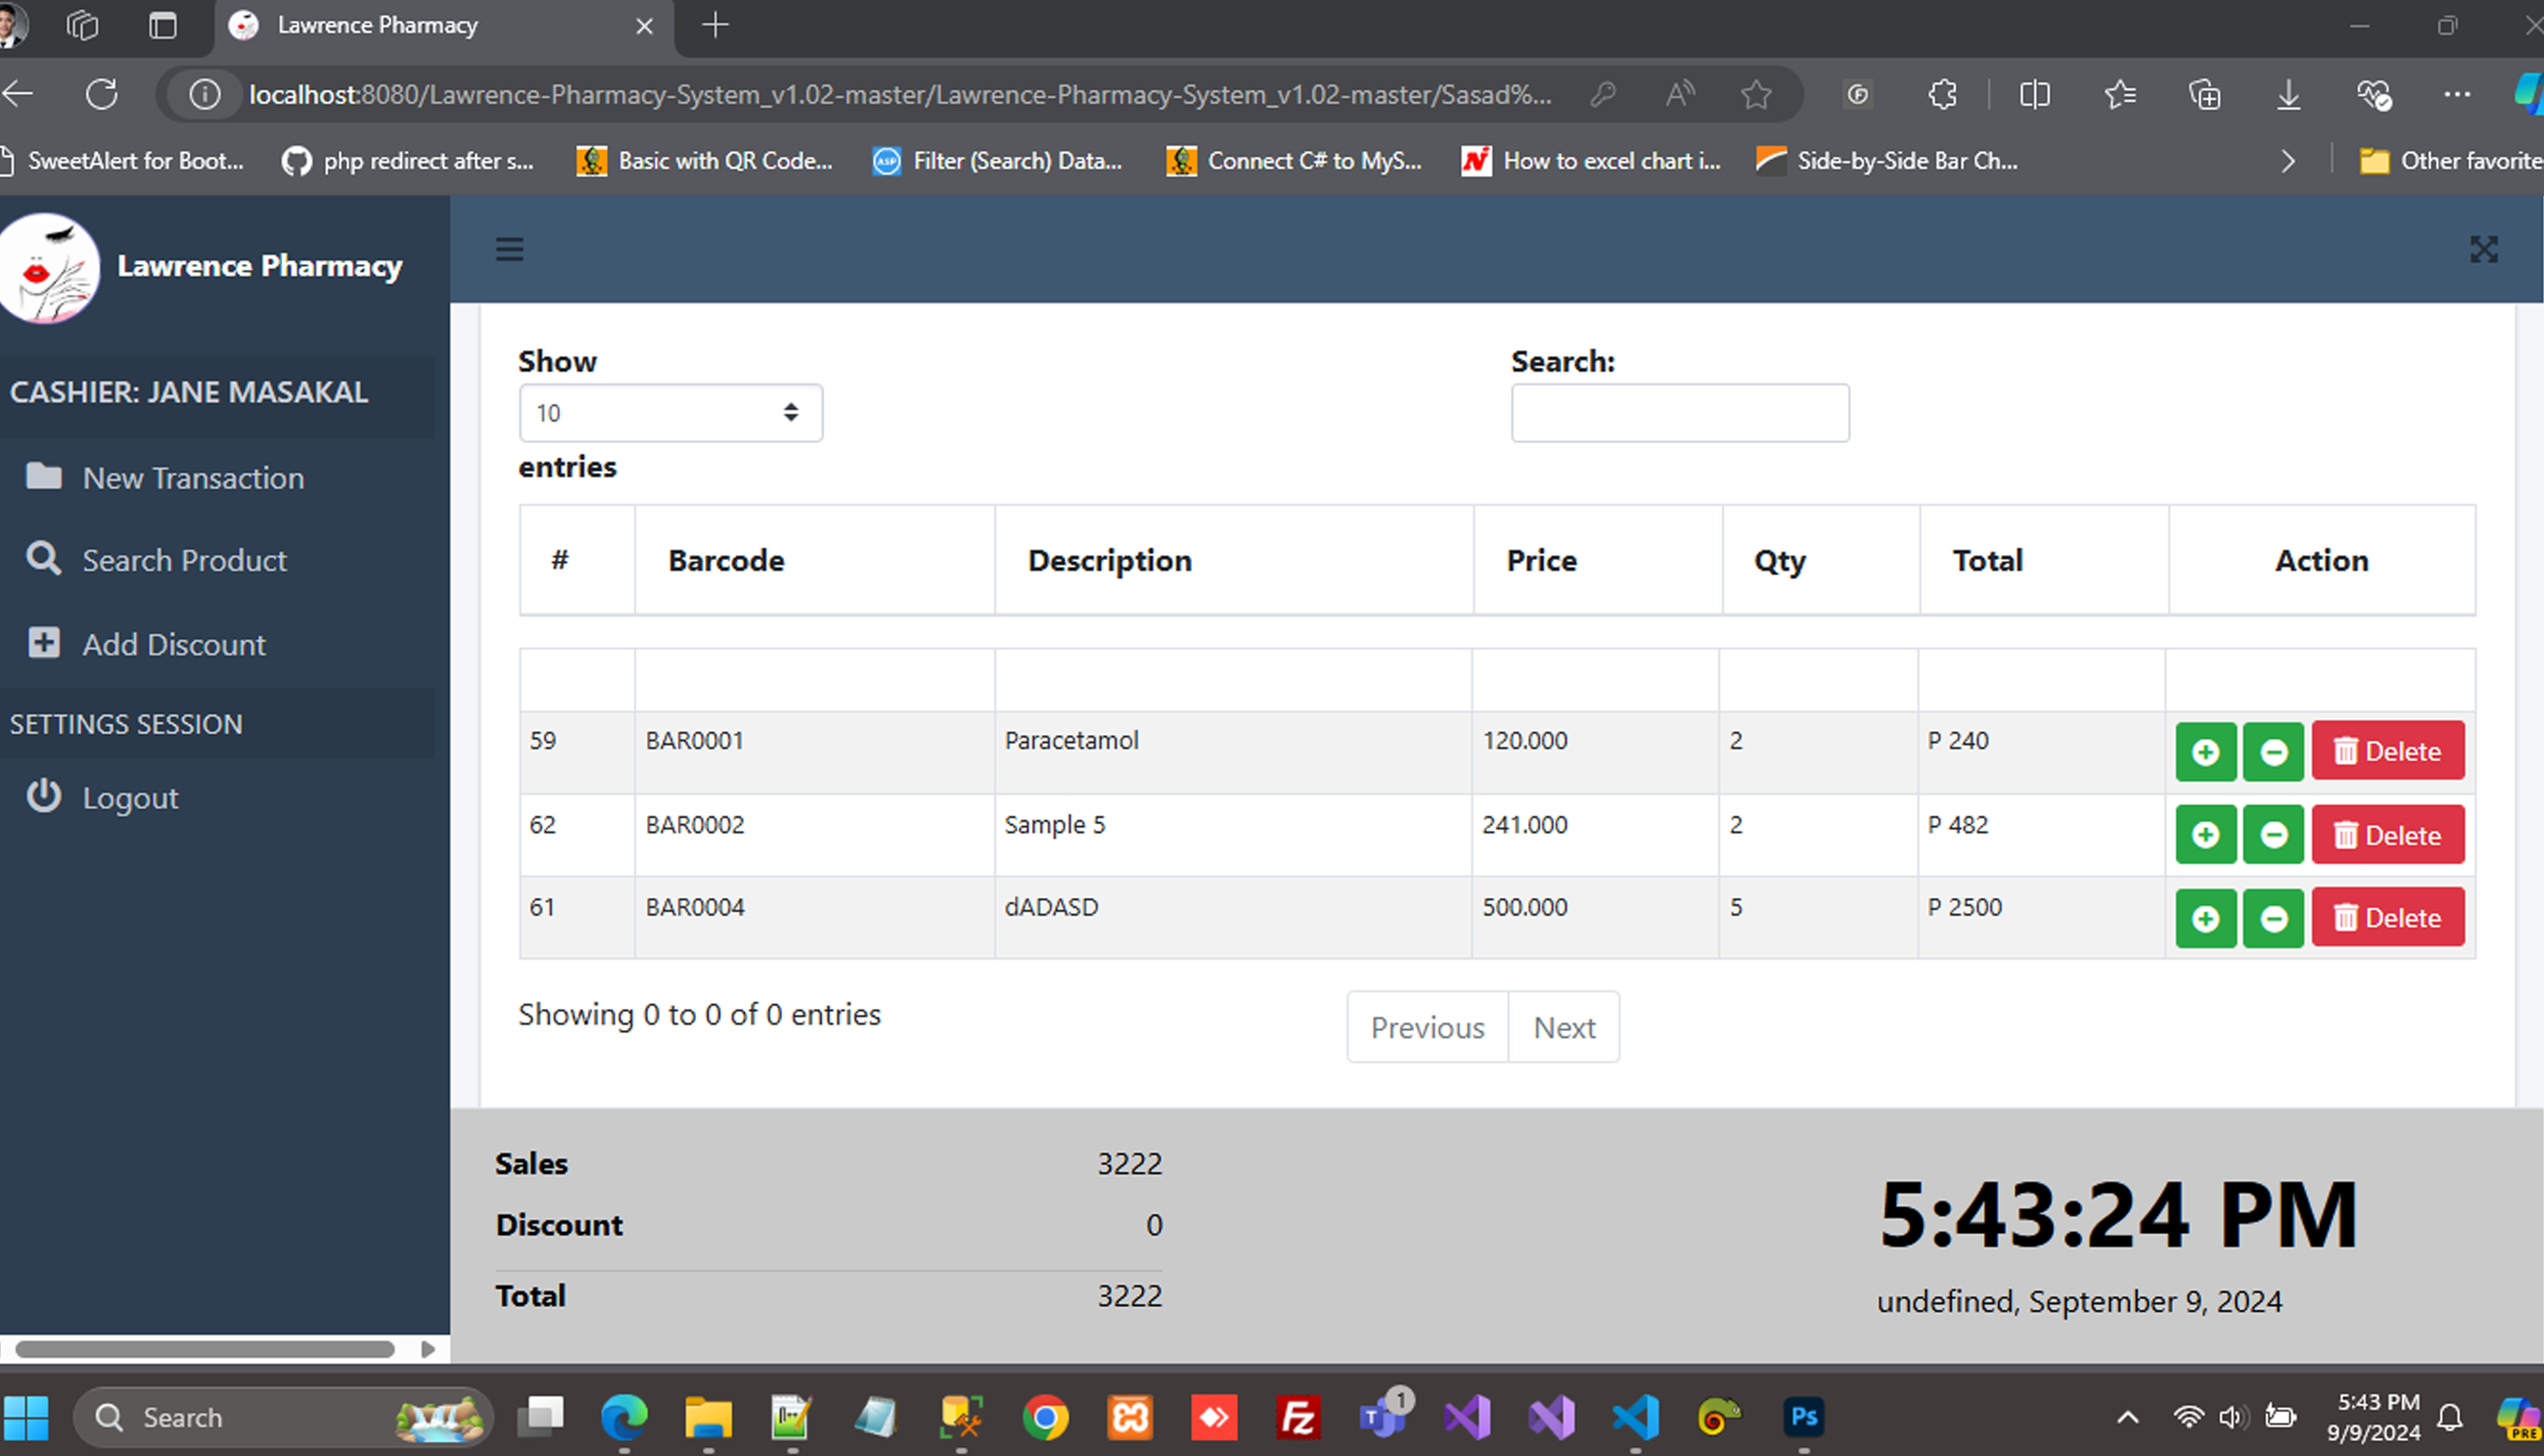 Lawrence Pharmacy
localhost:8080/Lawrence-Pharmacy-System_v1.02-master/Lawrence-Pharmacy-System_v1.02-master/Sasad%...
SweetAlert for Boot... php redirect after s... Basic with QR Code... Filter (Search) Data... Connect C# to MyS... How to excel chart i... Side-by-Side Bar Ch... Other favorite
Lawrence Pharmacy
CASHIER: JANE MASAKAL
New Transaction
Search Product
Add Discount
SETTINGS SESSION
Logout
Show
10
entries
Search:
# Barcode Description Price Qty Total Action
59 BAR0001 Paracetamol 120.000 2 P 240 Delete
62 BAR0002 Sample 5 241.000 2 P 482 Delete
61 BAR0004 dADASD 500.000 5 P 2500 Delete
Showing 0 to 0 of 0 entries
Previous Next
Sales 3222
Discount 0
Total 3222
5:43:24 PM
undefined, September 9, 2024
Search
1
Fz
Ps
5:43 PM
9/9/2024
PRE